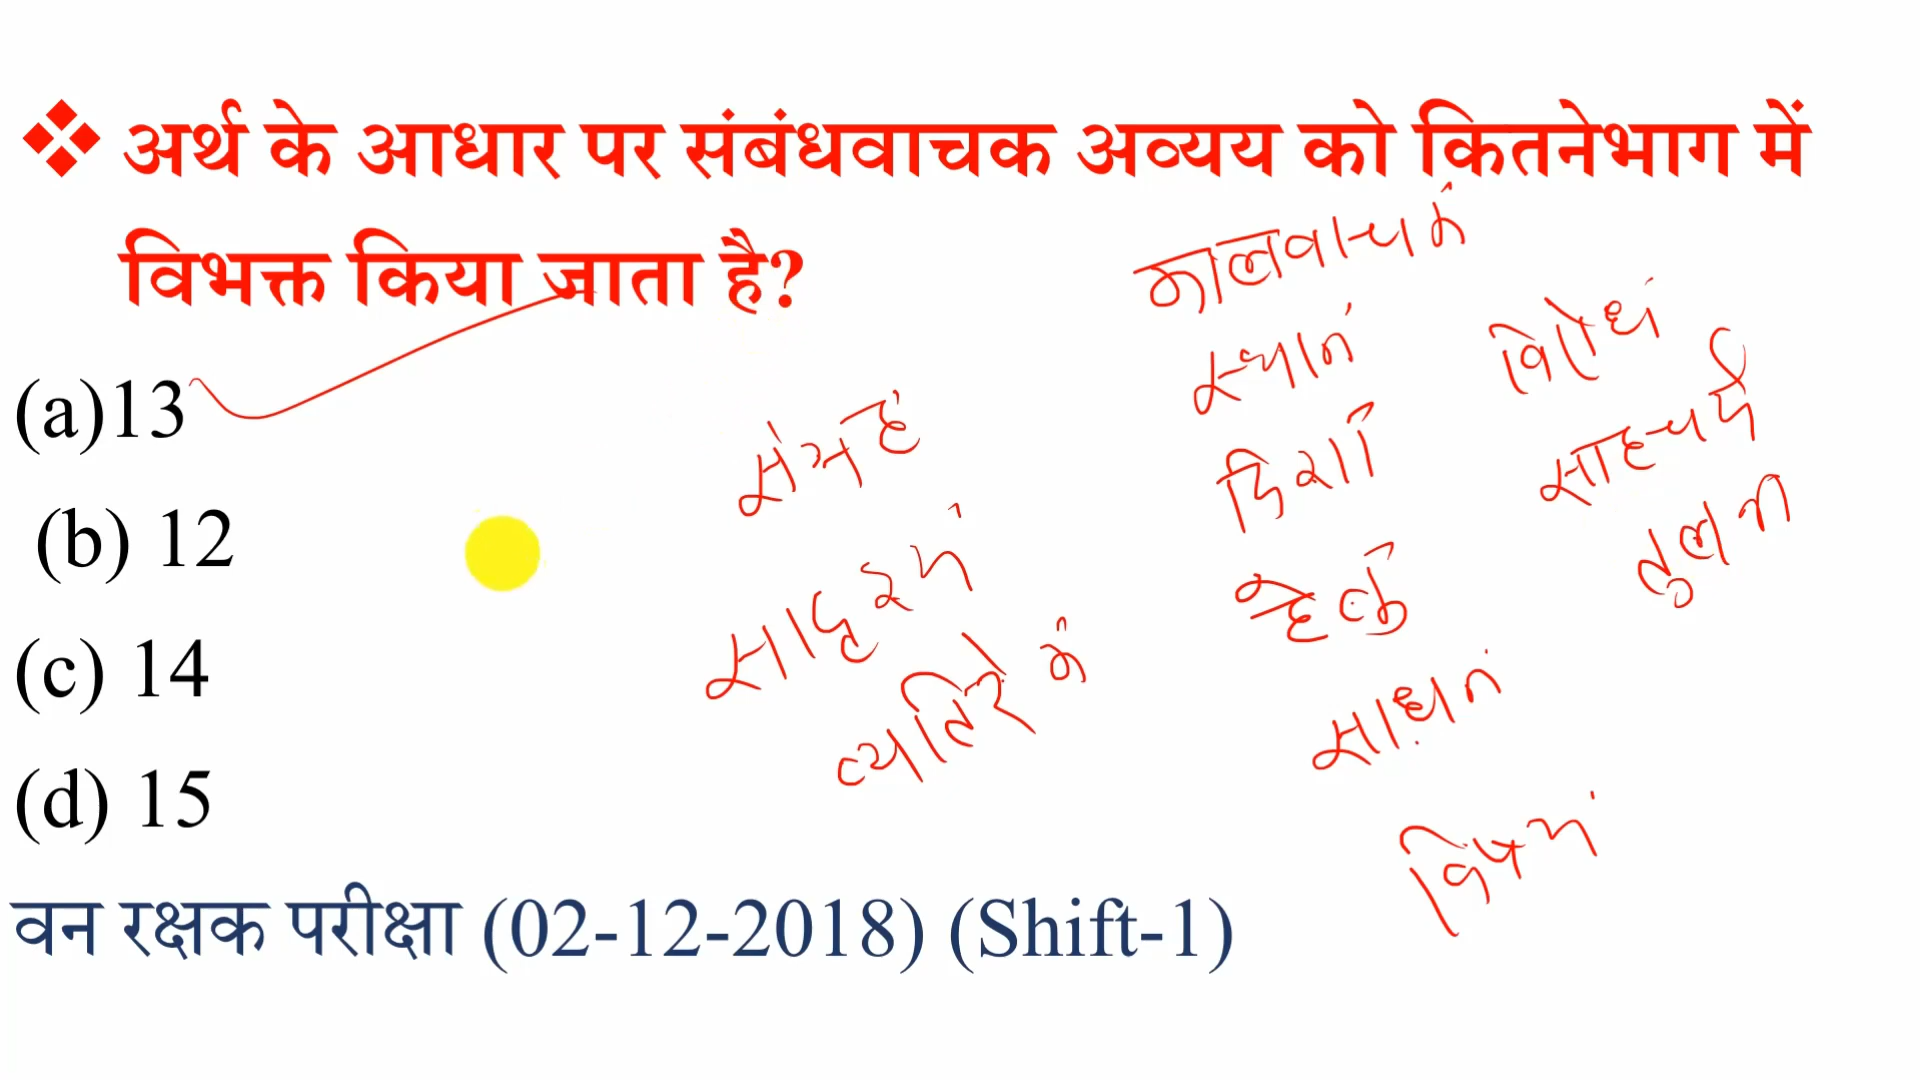 ❖ अर्थ के आधार पर संबंधवाचक अव्यय को कितनेभाग में
विभक्त किया जाता है?
(a)13
(b) 12
(c) 14
(d) 15
वन रक्षक परीक्षा (02-12-2018) (Shift-1)
कालवाचक
स्थान
दिशा
हेतु
साधन
विषय
विरोध
साहचर्य
तुलना
संग्रह
सादृश्य
व्यतिरेक